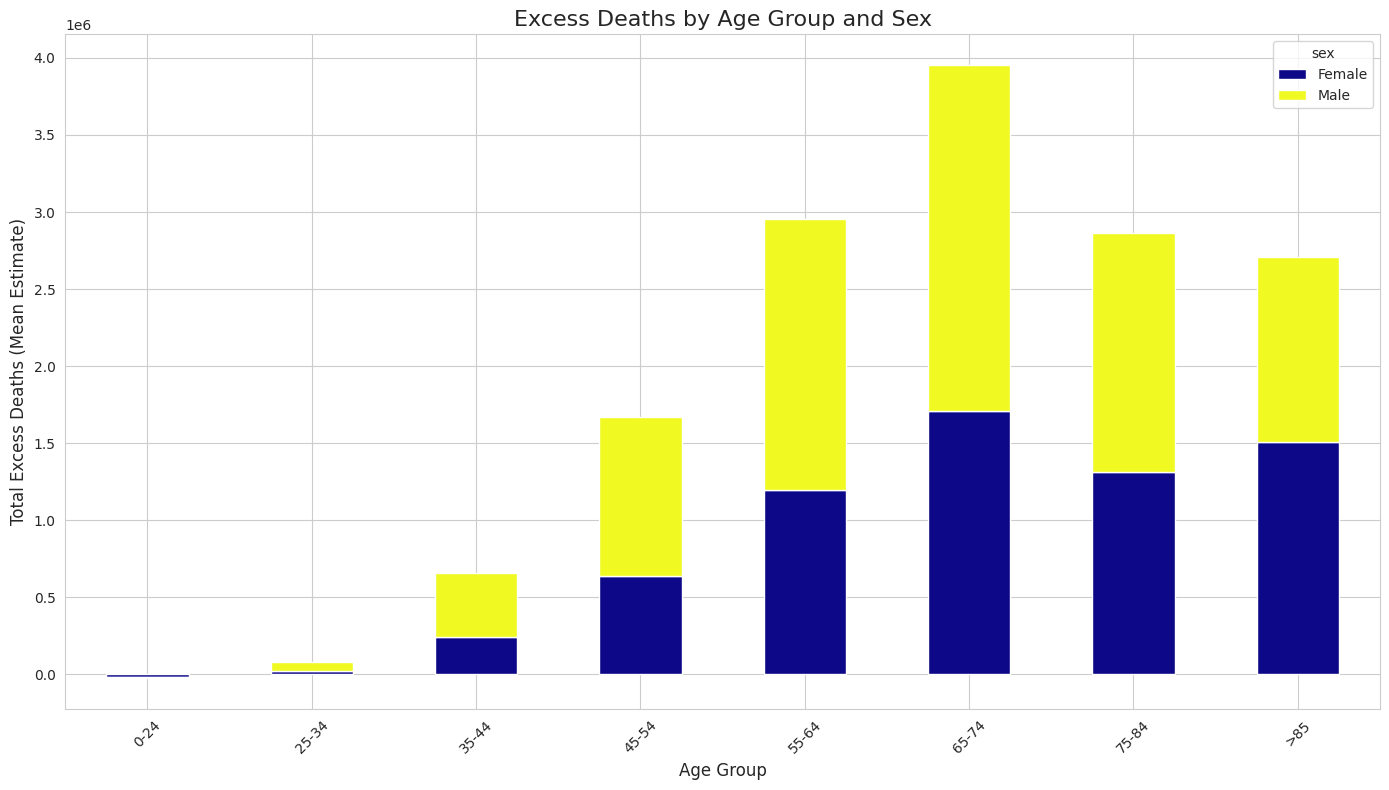 Excess Deaths by Age Group and Sex
1e6
4.0
3.5
3.0
2.5
2.0
1.5
1.0
0.5
0.0
Total Excess Deaths (Mean Estimate)
sex
Female
Male
0-24
25-34
35-44
45-54
55-64
65-74
75-84
>85
Age Group